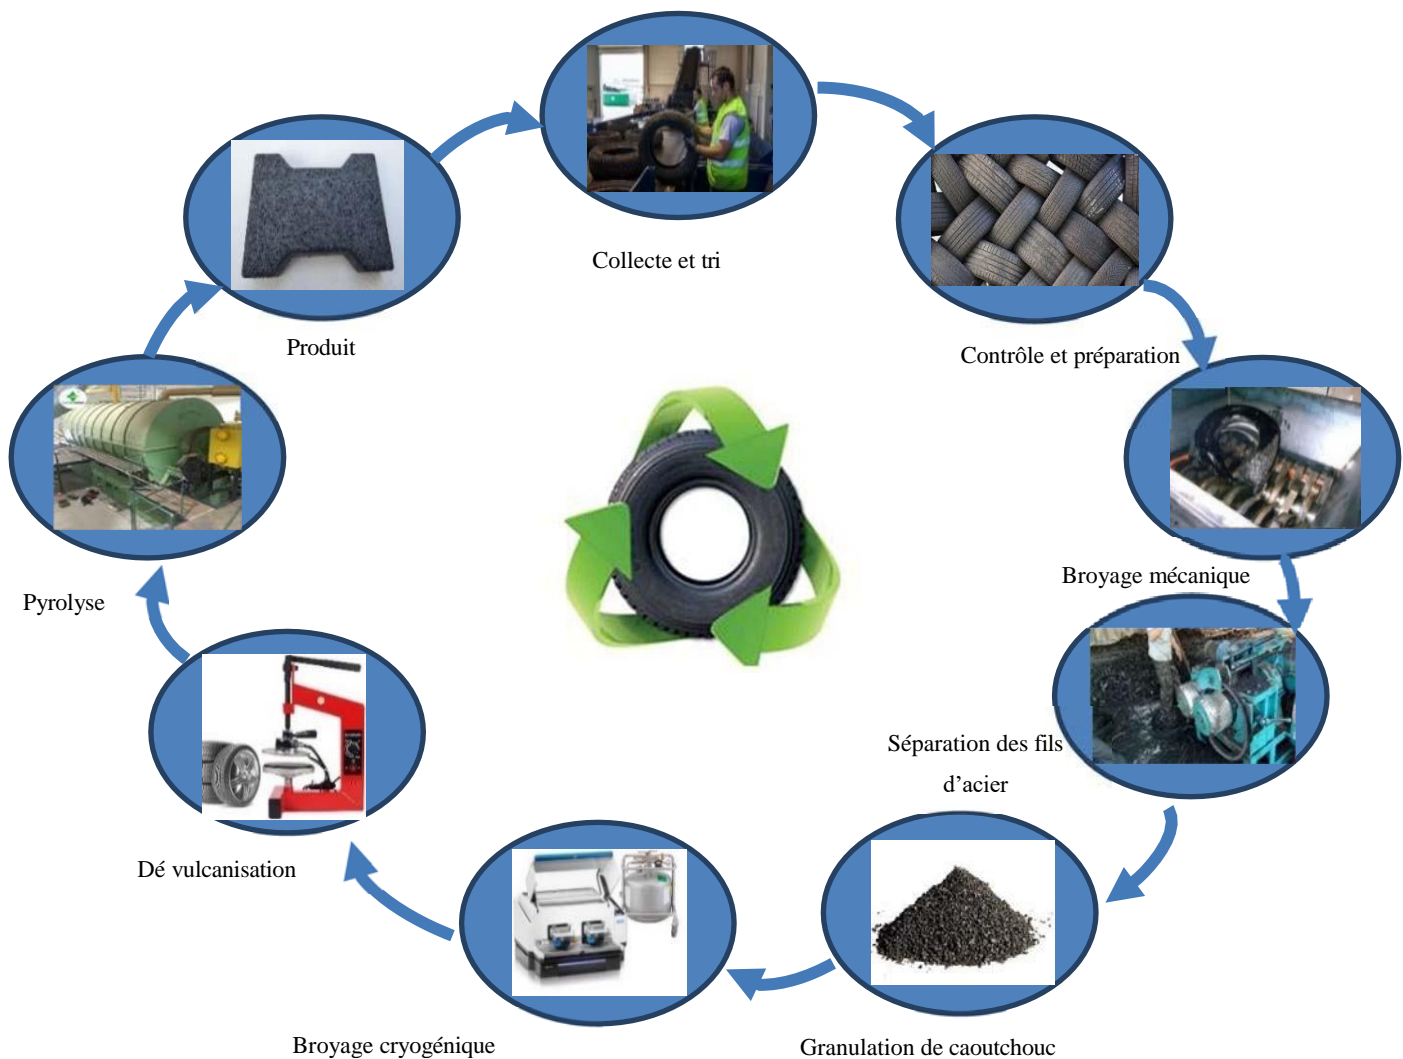 Collecte et tri
Contrôle et préparation
Broyage mécanique
Séparation des fils
d’acier
Granulation de caoutchouc
Broyage cryogénique
Dé vulcanisation
Pyrolyse
Produit